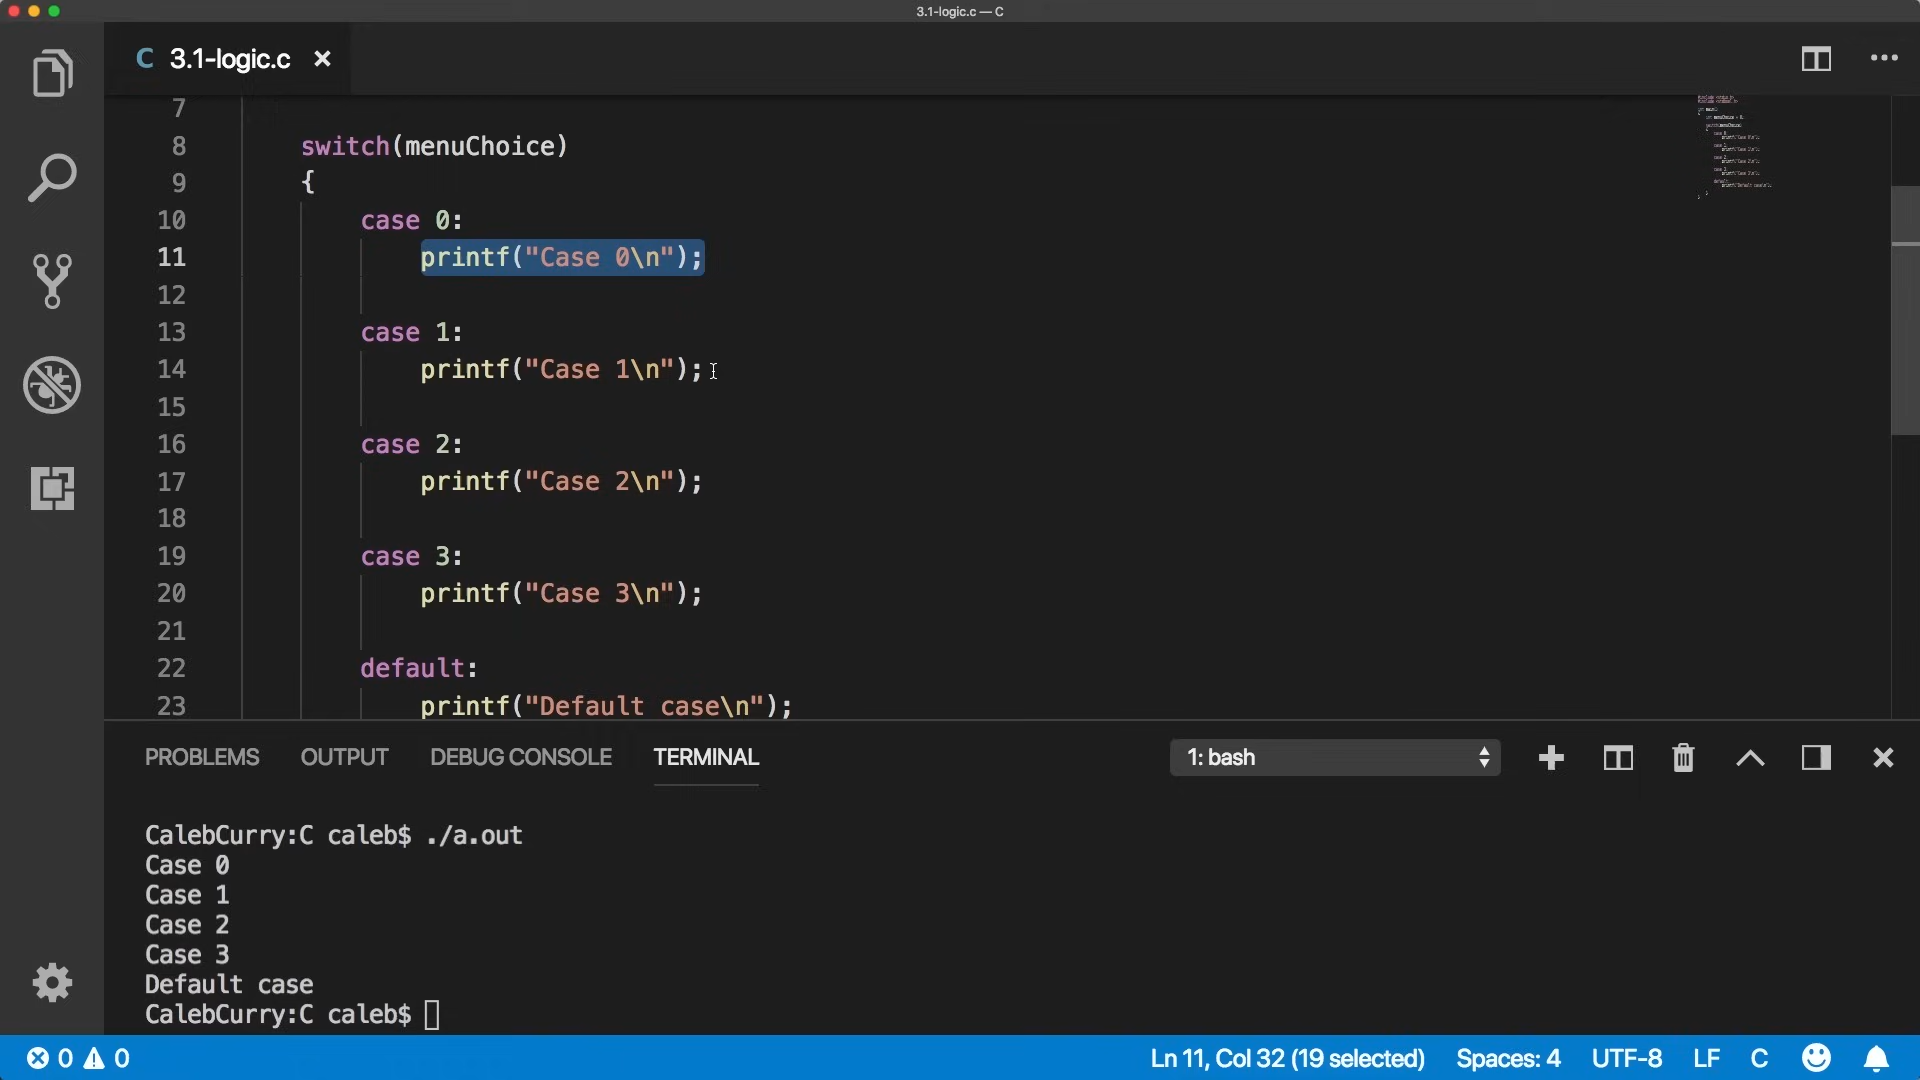 3.1-logic.c — C
C 3.1-logic.c ×
7
8 switch(menuChoice)
9 {
10 case 0:
11 printf("Case 0\n");
12
13 case 1:
14 printf("Case 1\n");
15
16 case 2:
17 printf("Case 2\n");
18
19 case 3:
20 printf("Case 3\n");
21
22 default:
23 printf("Default case\n");
PROBLEMS OUTPUT DEBUG CONSOLE TERMINAL 1: bash
CalebCurry:C caleb$ ./a.out
Case 0
Case 1
Case 2
Case 3
Default case
CalebCurry:C caleb$
0 0 Ln 11, Col 32 (19 selected) Spaces: 4 UTF-8 LF C